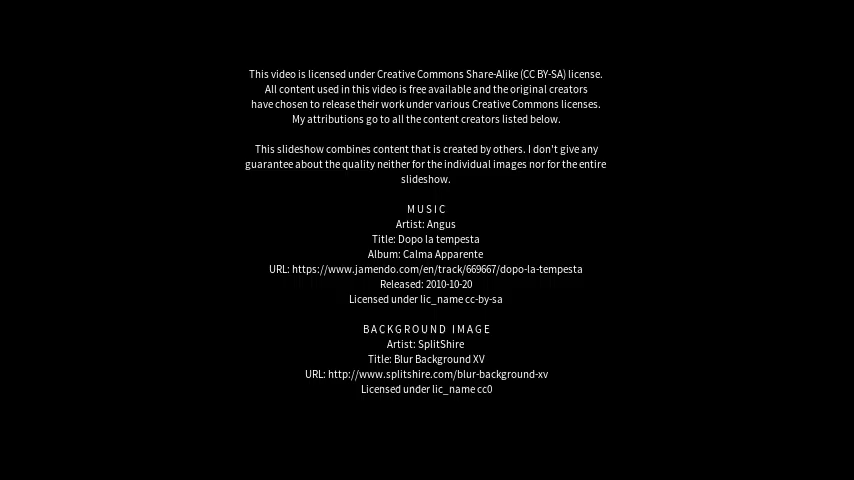 This video is licensed under Creative Commons Share-Alike (CC BY-SA) license.
All content used in this video is free available and the original creators
have chosen to release their work under various Creative Commons licenses.
My attributions go to all the content creators listed below.
This slideshow combines content that is created by others. I don't give any
guarantee about the quality neither for the individual images nor for the entire
slideshow.
MUSIC
Artist: Angus
Title: Dopo la tempesta
Album: Calma Apparente
URL: https://www.jamendo.com/en/track/669667/dopo-la-tempesta
Released: 2010-10-20
Licensed under lic_name cc-by-sa
BACKGROUND IMAGE
Artist: SplitShire
Title: Blur Background XV
URL: http://www.splitshire.com/blur-background-xv
Licensed under lic_name cc0